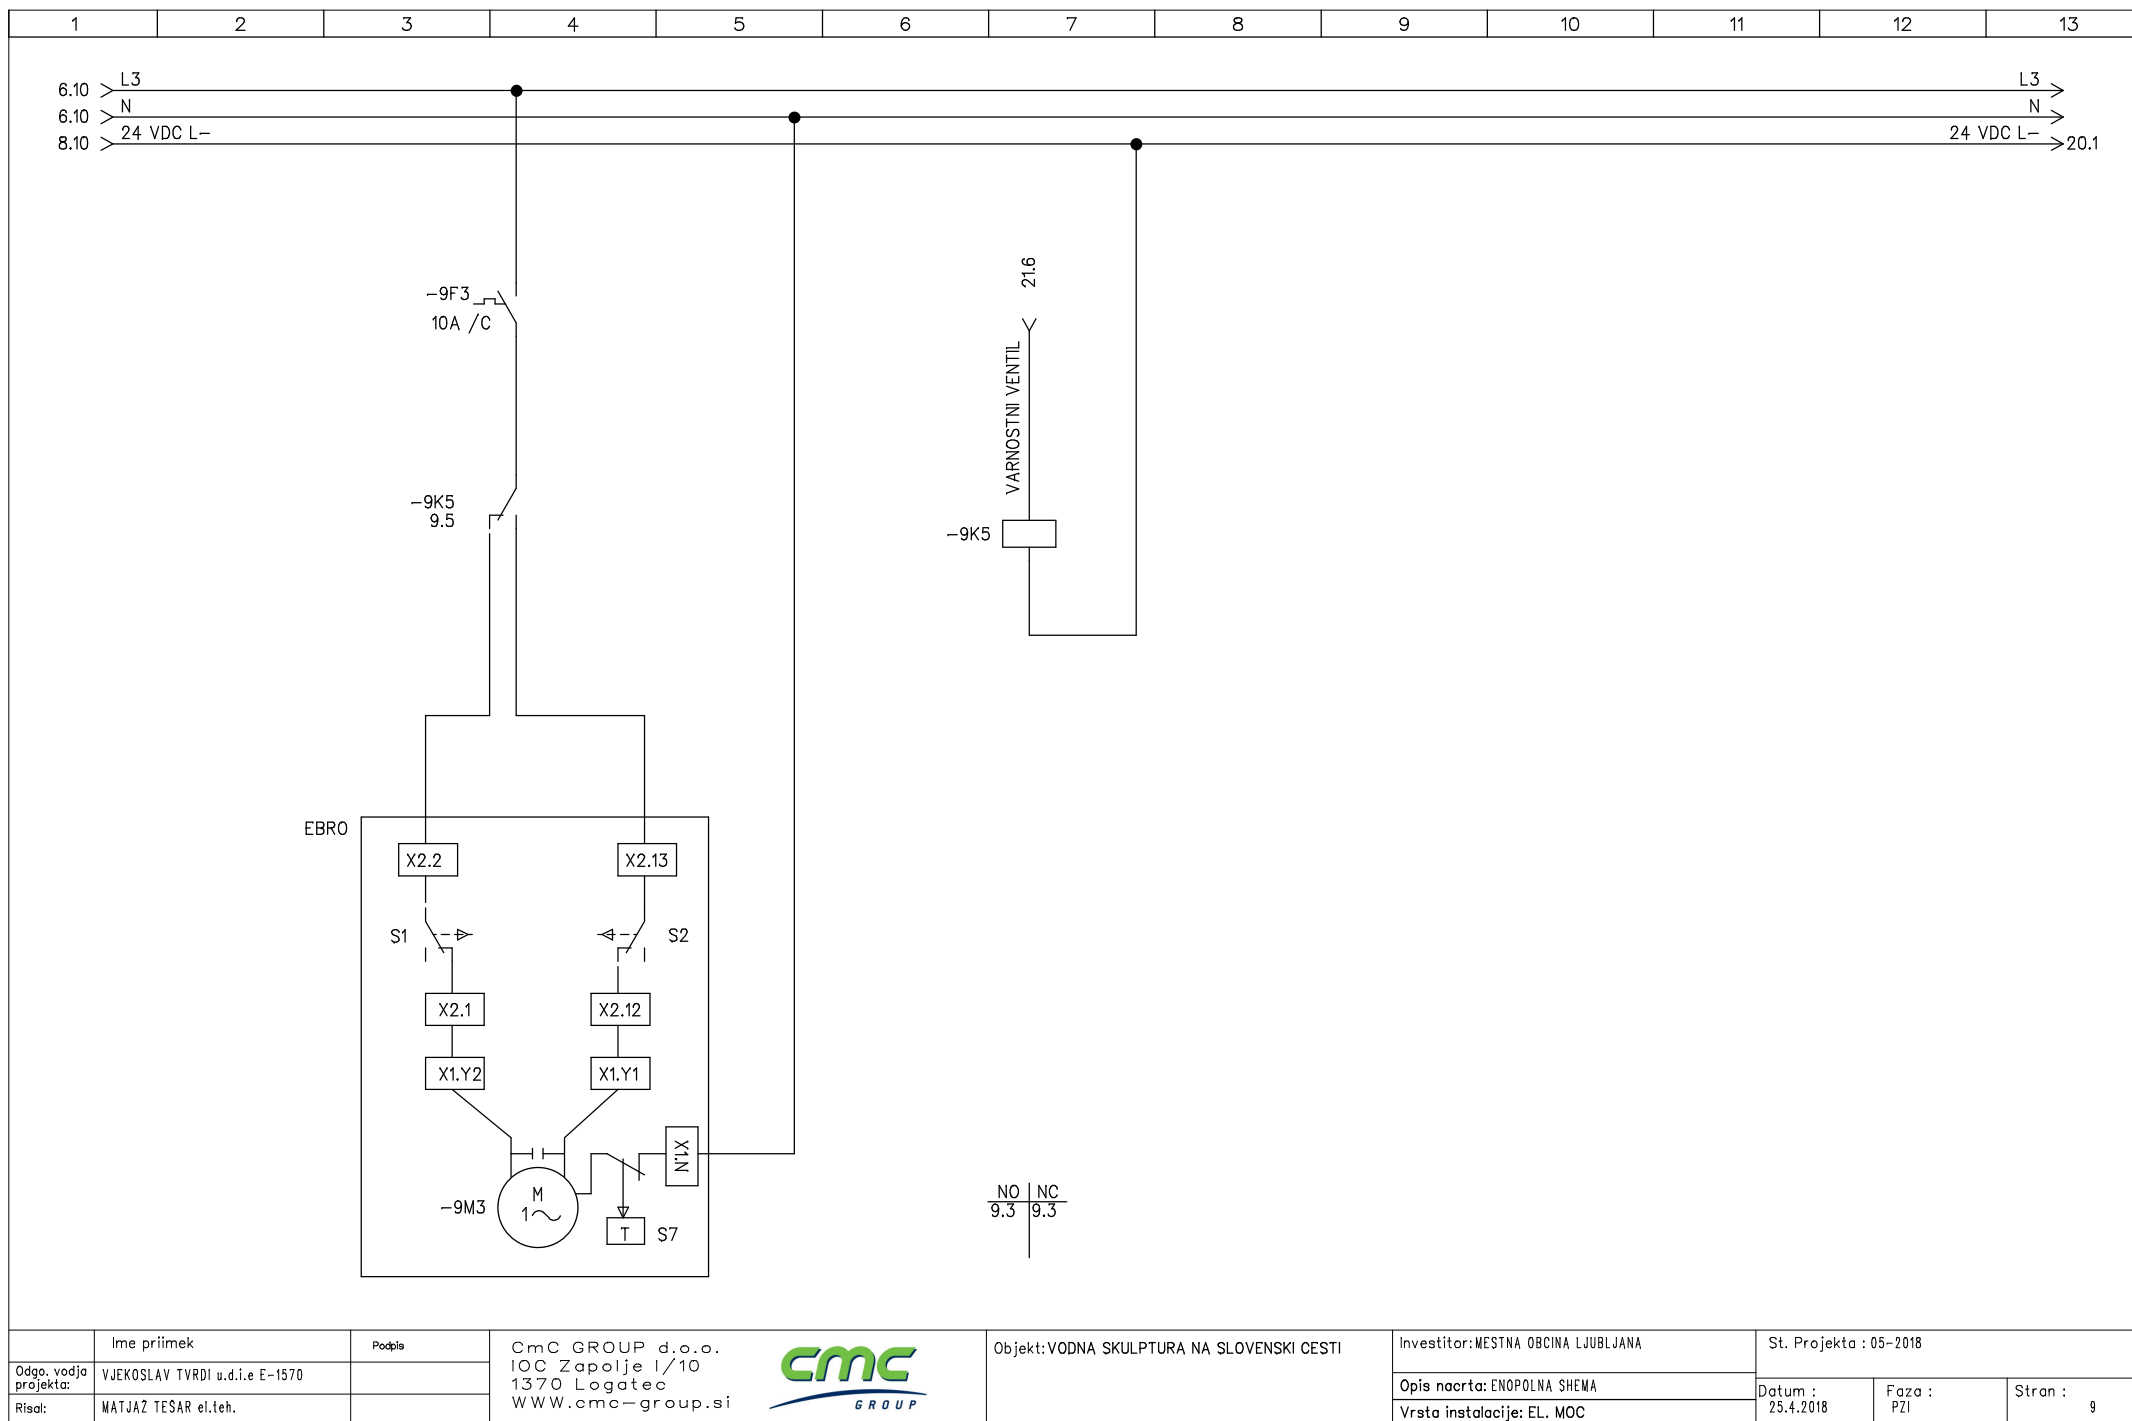 1 2 3 4 5 6 7 8 9 10 11 12 13
6.10 L3 L3
6.10 N N
8.10 24 VDC L- 24 VDC L- 20.1
21.6
-9F3
10A /C
VARNOSTNI VENTIL
-9K5
9.5
-9K5
EBRO
X2.2 X2.13
S1 S2
X2.1 X2.12
X1.Y2 X1.Y1
X1.N
-9M3 M
1
T S7
NO NC
9.3 9.3
Ime priimek Podpis
Odgo. vodja
projekta: VJEKOSLAV TVRDI u.d.i.e E-1570
Risal: MATJAŽ TEŠAR el.teh.
CmC GROUP d.o.o.
IOC Zapolje I/10
1370 Logatec
WWW.cmc-group.si
cmc
GROUP
Objekt: VODNA SKULPTURA NA SLOVENSKI CESTI
Investitor: MESTNA OBCINA LJUBLJANA
Opis nacrta: ENOPOLNA SHEMA
Vrsta instalacije: EL. MOC
St. Projekta : 05-2018
Datum :
25.4.2018
Faza :
PZI
Stran :
9